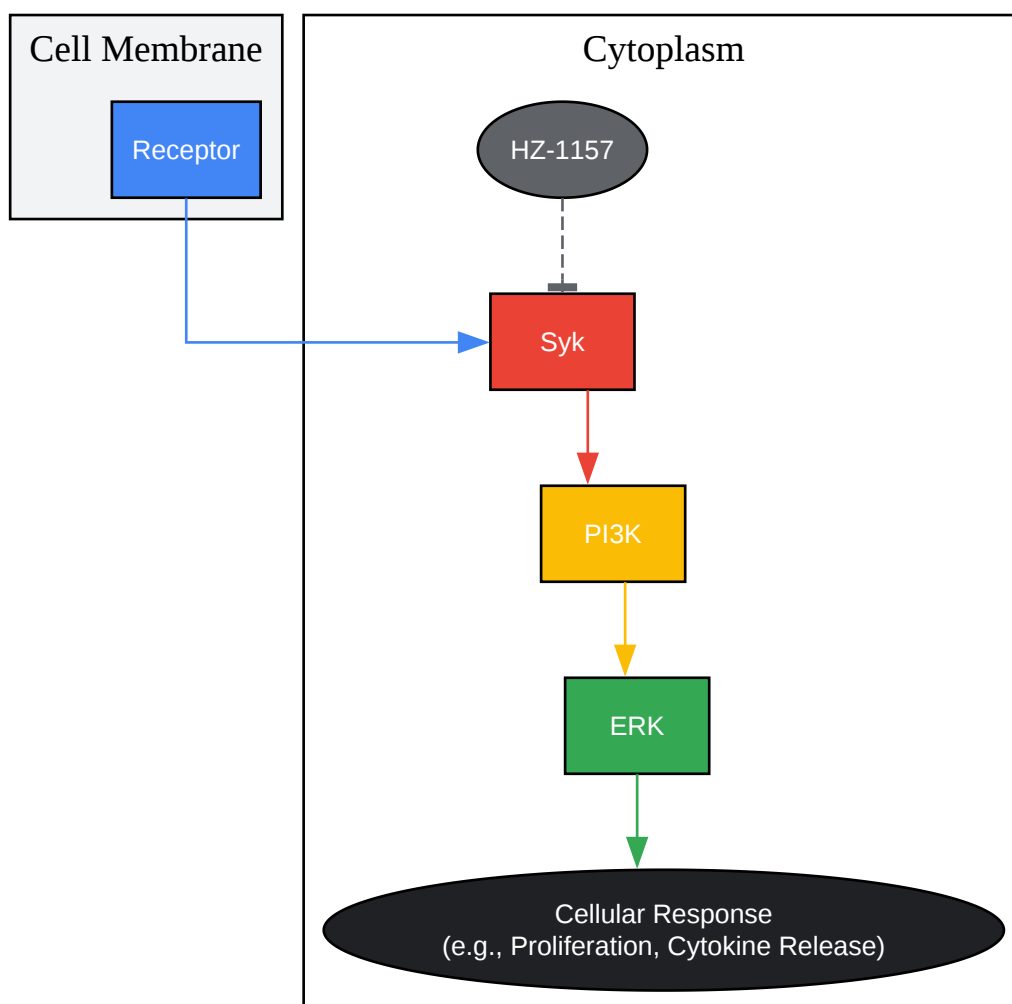 Cell Membrane
Cytoplasm
Receptor
HZ-1157
Syk
PI3K
ERK
Cellular Response
(e.g., Proliferation, Cytokine Release)